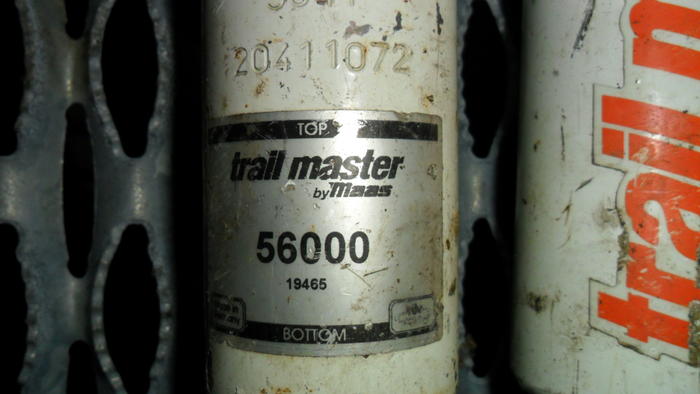 20411072
TOP
trail master
by Maas
56000
19465
BOTTOM
trail m